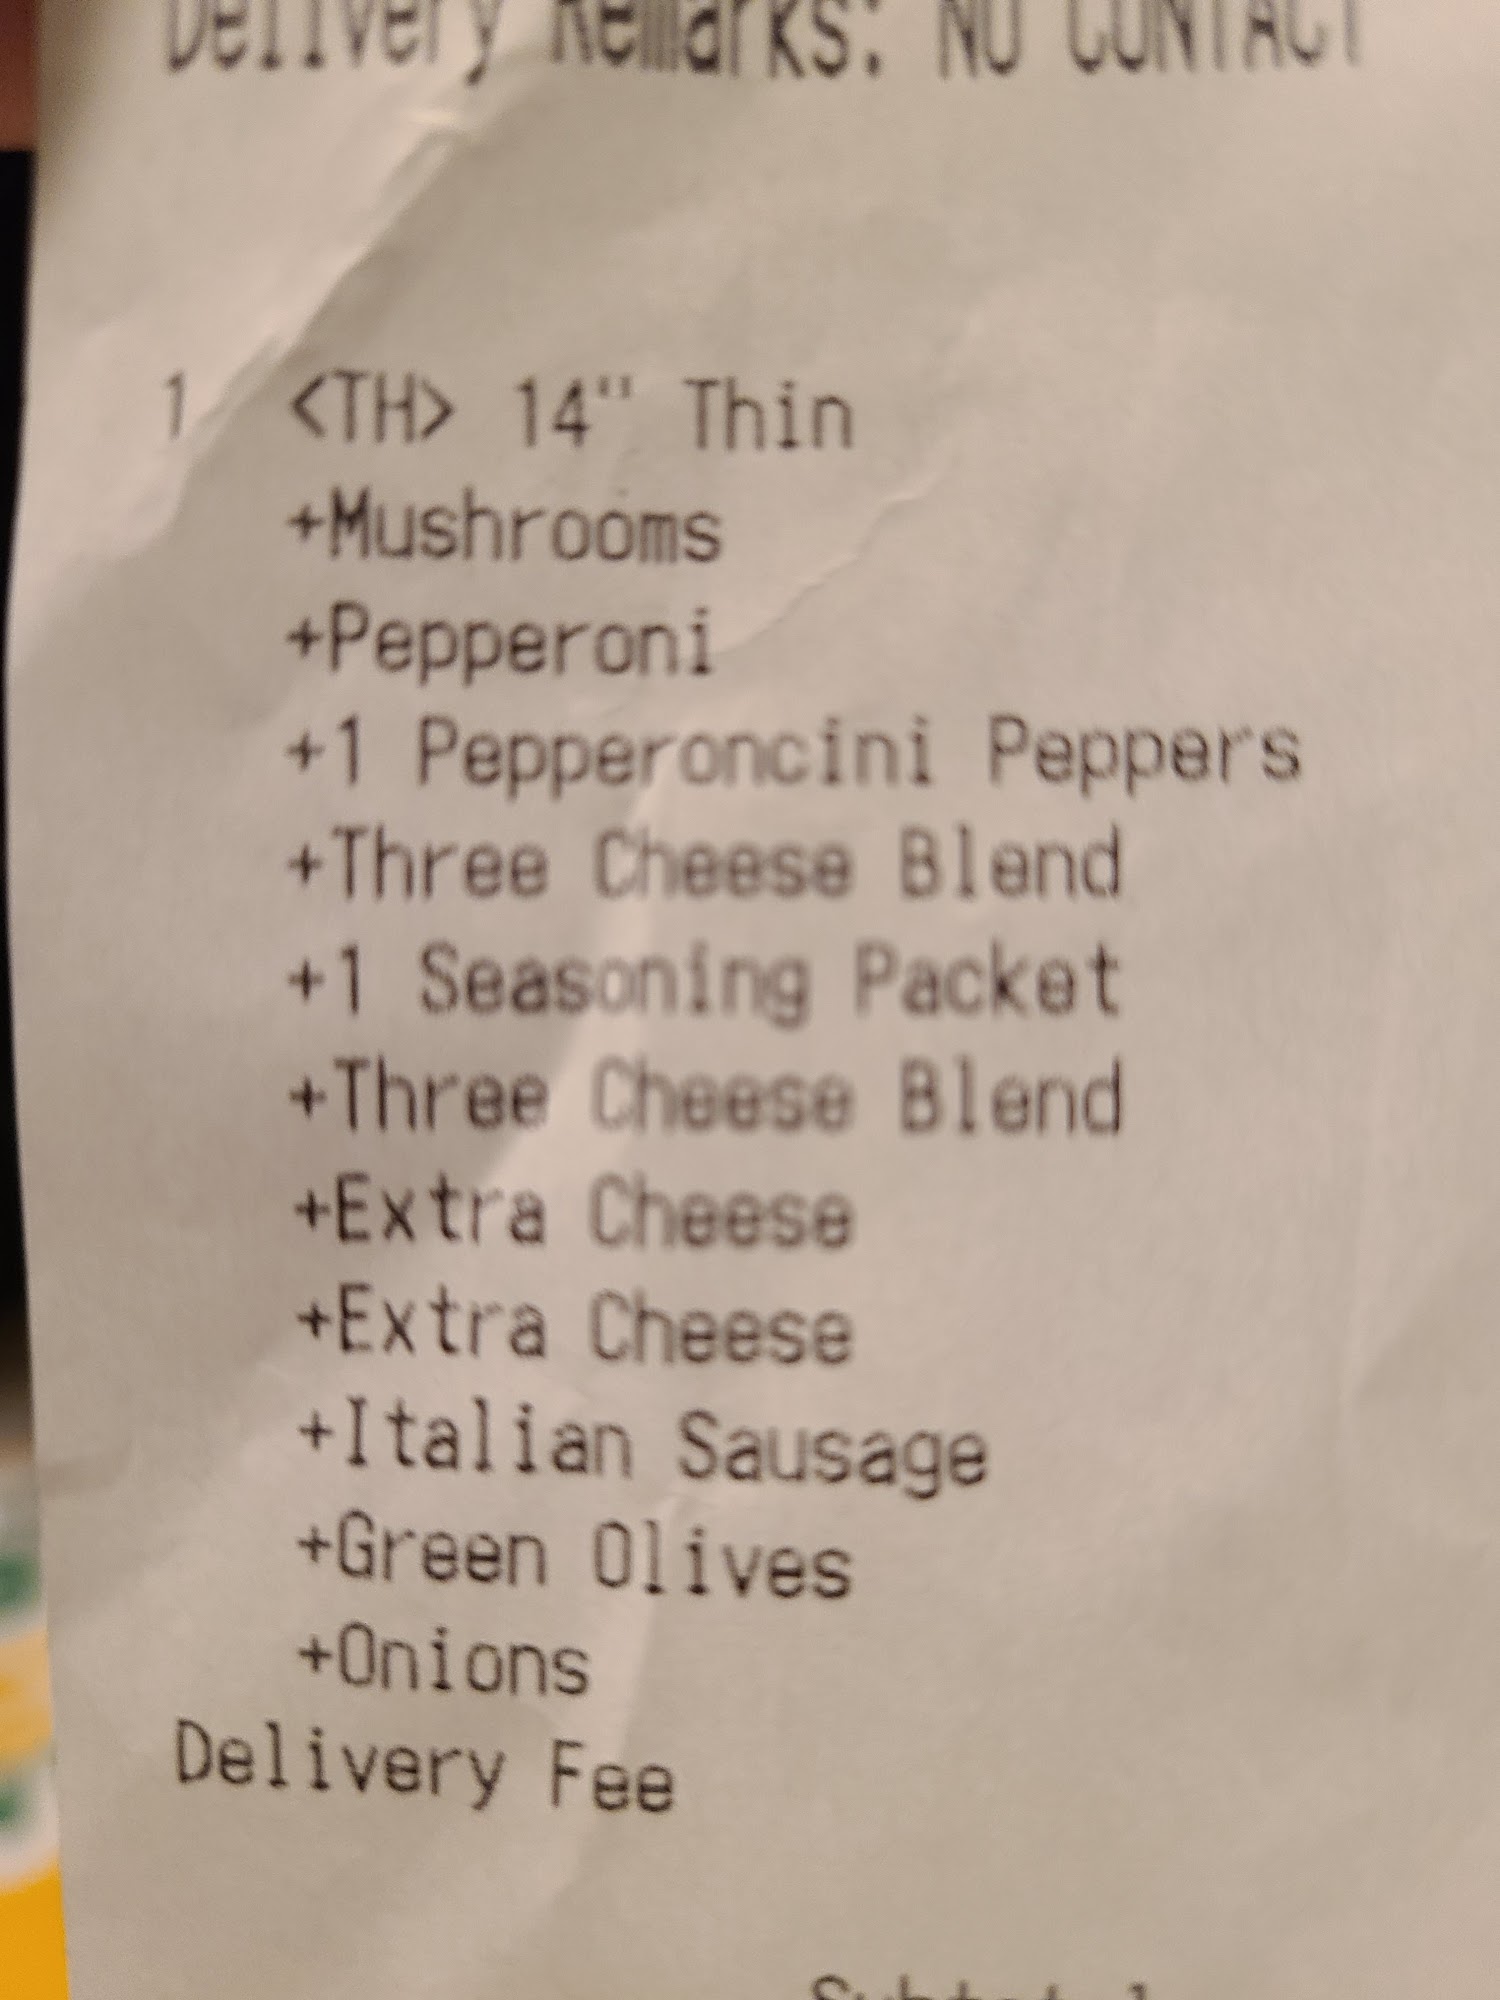 Delivery Remarks: NO CONTACT
1 <TH> 14" Thin
+Mushrooms
+Pepperoni
+1 Pepperoncini Peppers
+Three Cheese Blend
+1 Seasoning Packet
+Three Cheese Blend
+Extra Cheese
+Extra Cheese
+Italian Sausage
+Green Olives
+Onions
Delivery Fee
Subtotal